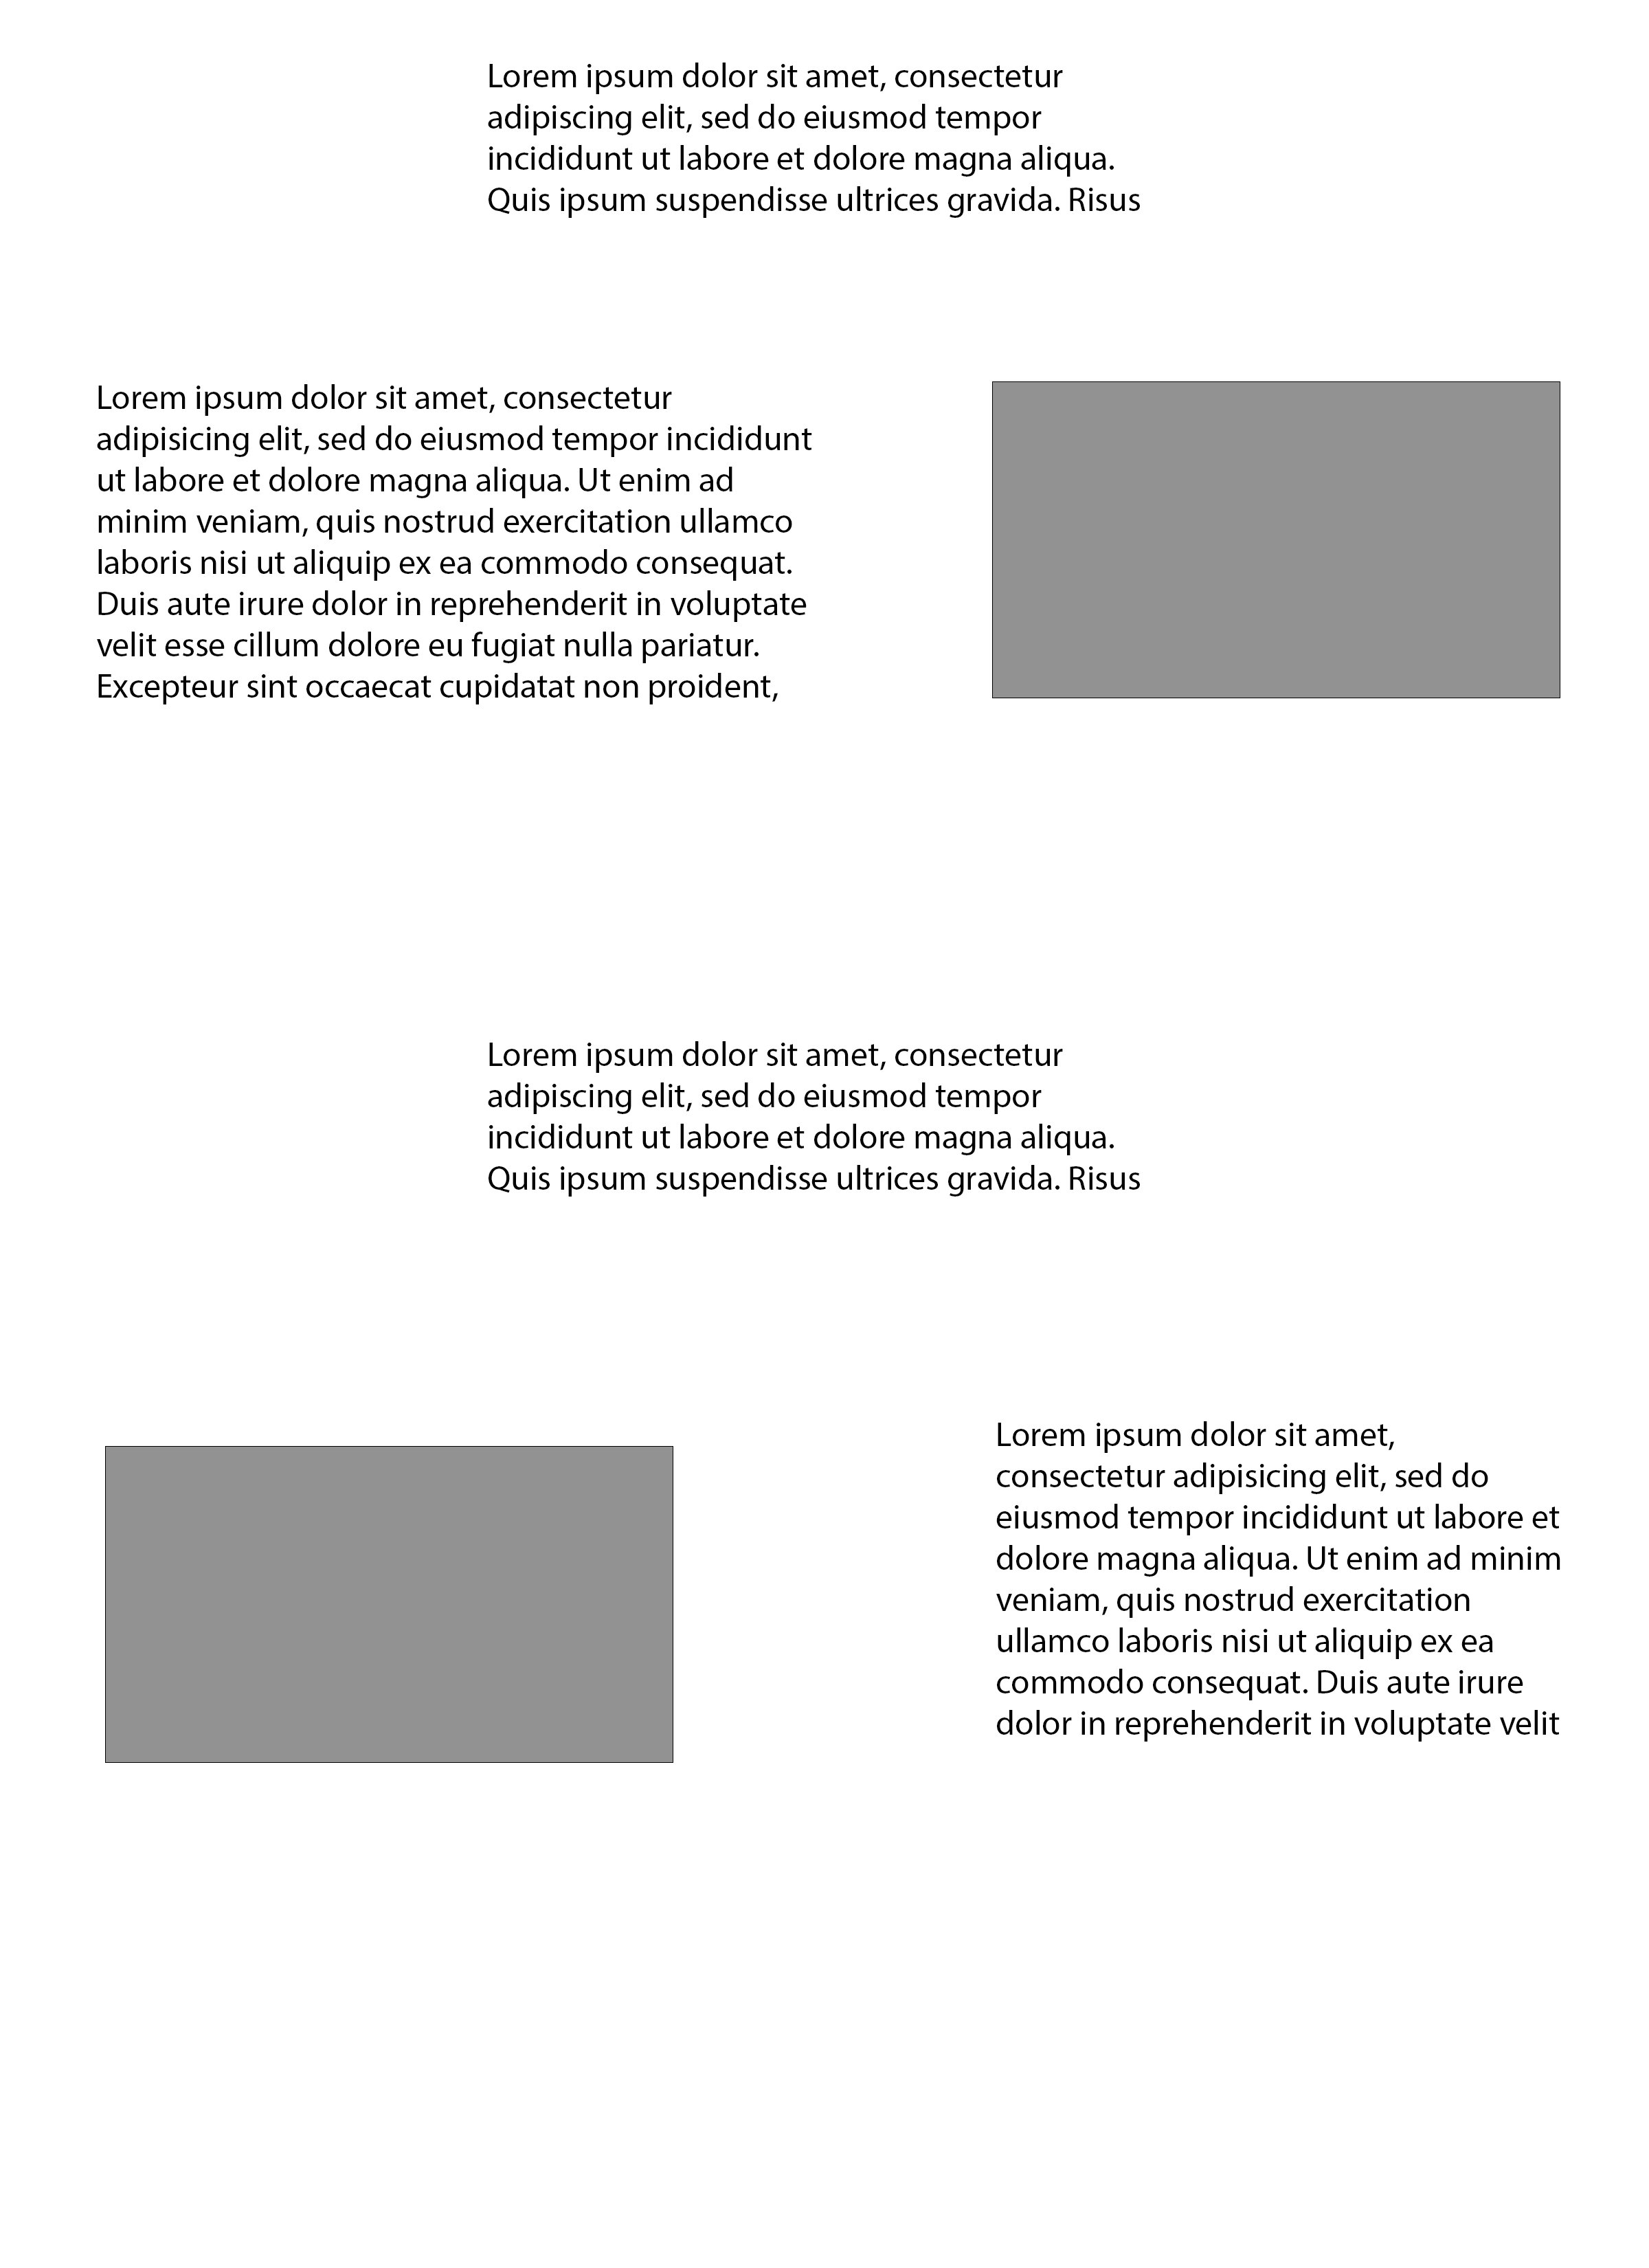 Lorem ipsum dolor sit amet, consectetur
adipiscing elit, sed do eiusmod tempor
incididunt ut labore et dolore magna aliqua.
Quis ipsum suspendisse ultrices gravida. Risus
Lorem ipsum dolor sit amet, consectetur
adipisicing elit, sed do eiusmod tempor incididunt
ut labore et dolore magna aliqua. Ut enim ad
minim veniam, quis nostrud exercitation ullamco
laboris nisi ut aliquip ex ea commodo consequat.
Duis aute irure dolor in reprehenderit in voluptate
velit esse cillum dolore eu fugiat nulla pariatur.
Excepteur sint occaecat cupidatat non proident,
Lorem ipsum dolor sit amet, consectetur
adipiscing elit, sed do eiusmod tempor
incididunt ut labore et dolore magna aliqua.
Quis ipsum suspendisse ultrices gravida. Risus
Lorem ipsum dolor sit amet,
consectetur adipisicing elit, sed do
eiusmod tempor incididunt ut labore et
dolore magna aliqua. Ut enim ad minim
veniam, quis nostrud exercitation
ullamco laboris nisi ut aliquip ex ea
commodo consequat. Duis aute irure
dolor in reprehenderit in voluptate velit